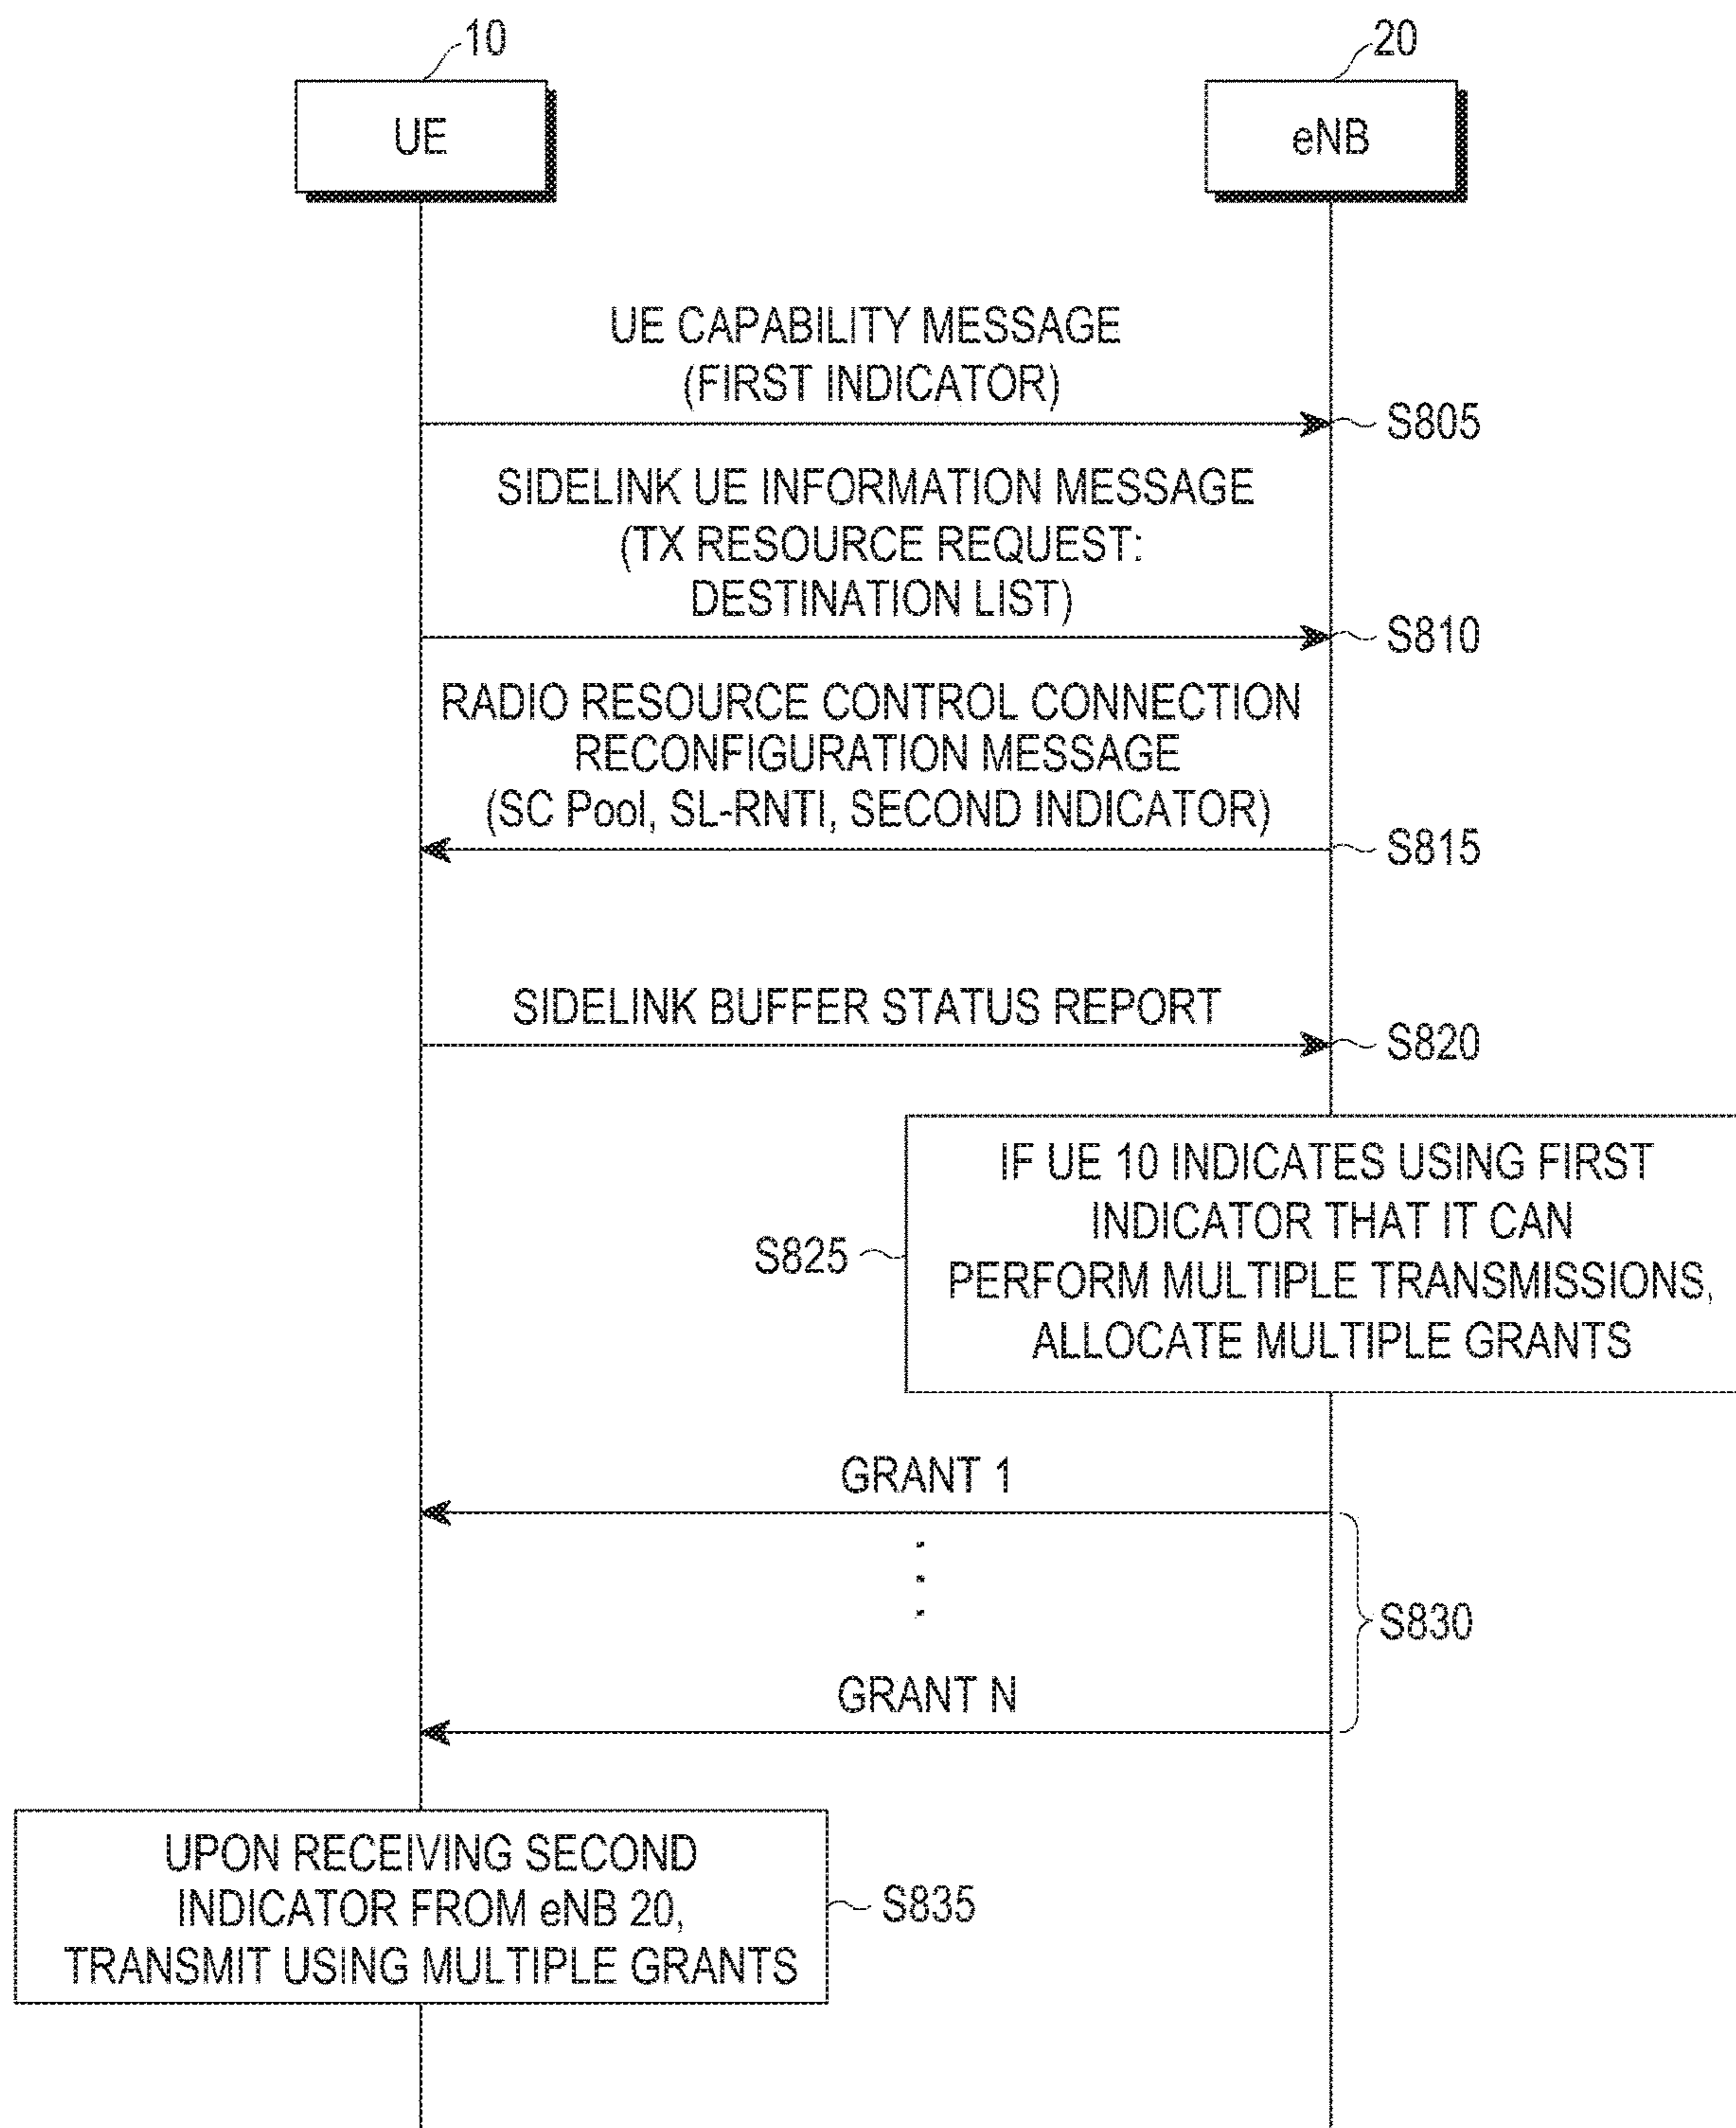 10
20
UE
eNB
UE CAPABILITY MESSAGE
(FIRST INDICATOR)
S805
SIDELINK UE INFORMATION MESSAGE
(TX RESOURCE REQUEST:
DESTINATION LIST)
S810
RADIO RESOURCE CONTROL CONNECTION
RECONFIGURATION MESSAGE
(SC Pool, SL-RNTI, SECOND INDICATOR)
S815
SIDELINK BUFFER STATUS REPORT
S820
IF UE 10 INDICATES USING FIRST
INDICATOR THAT IT CAN
PERFORM MULTIPLE TRANSMISSIONS,
ALLOCATE MULTIPLE GRANTS
S825
GRANT 1
S830
GRANT N
UPON RECEIVING SECOND
INDICATOR FROM eNB 20,
TRANSMIT USING MULTIPLE GRANTS
S835